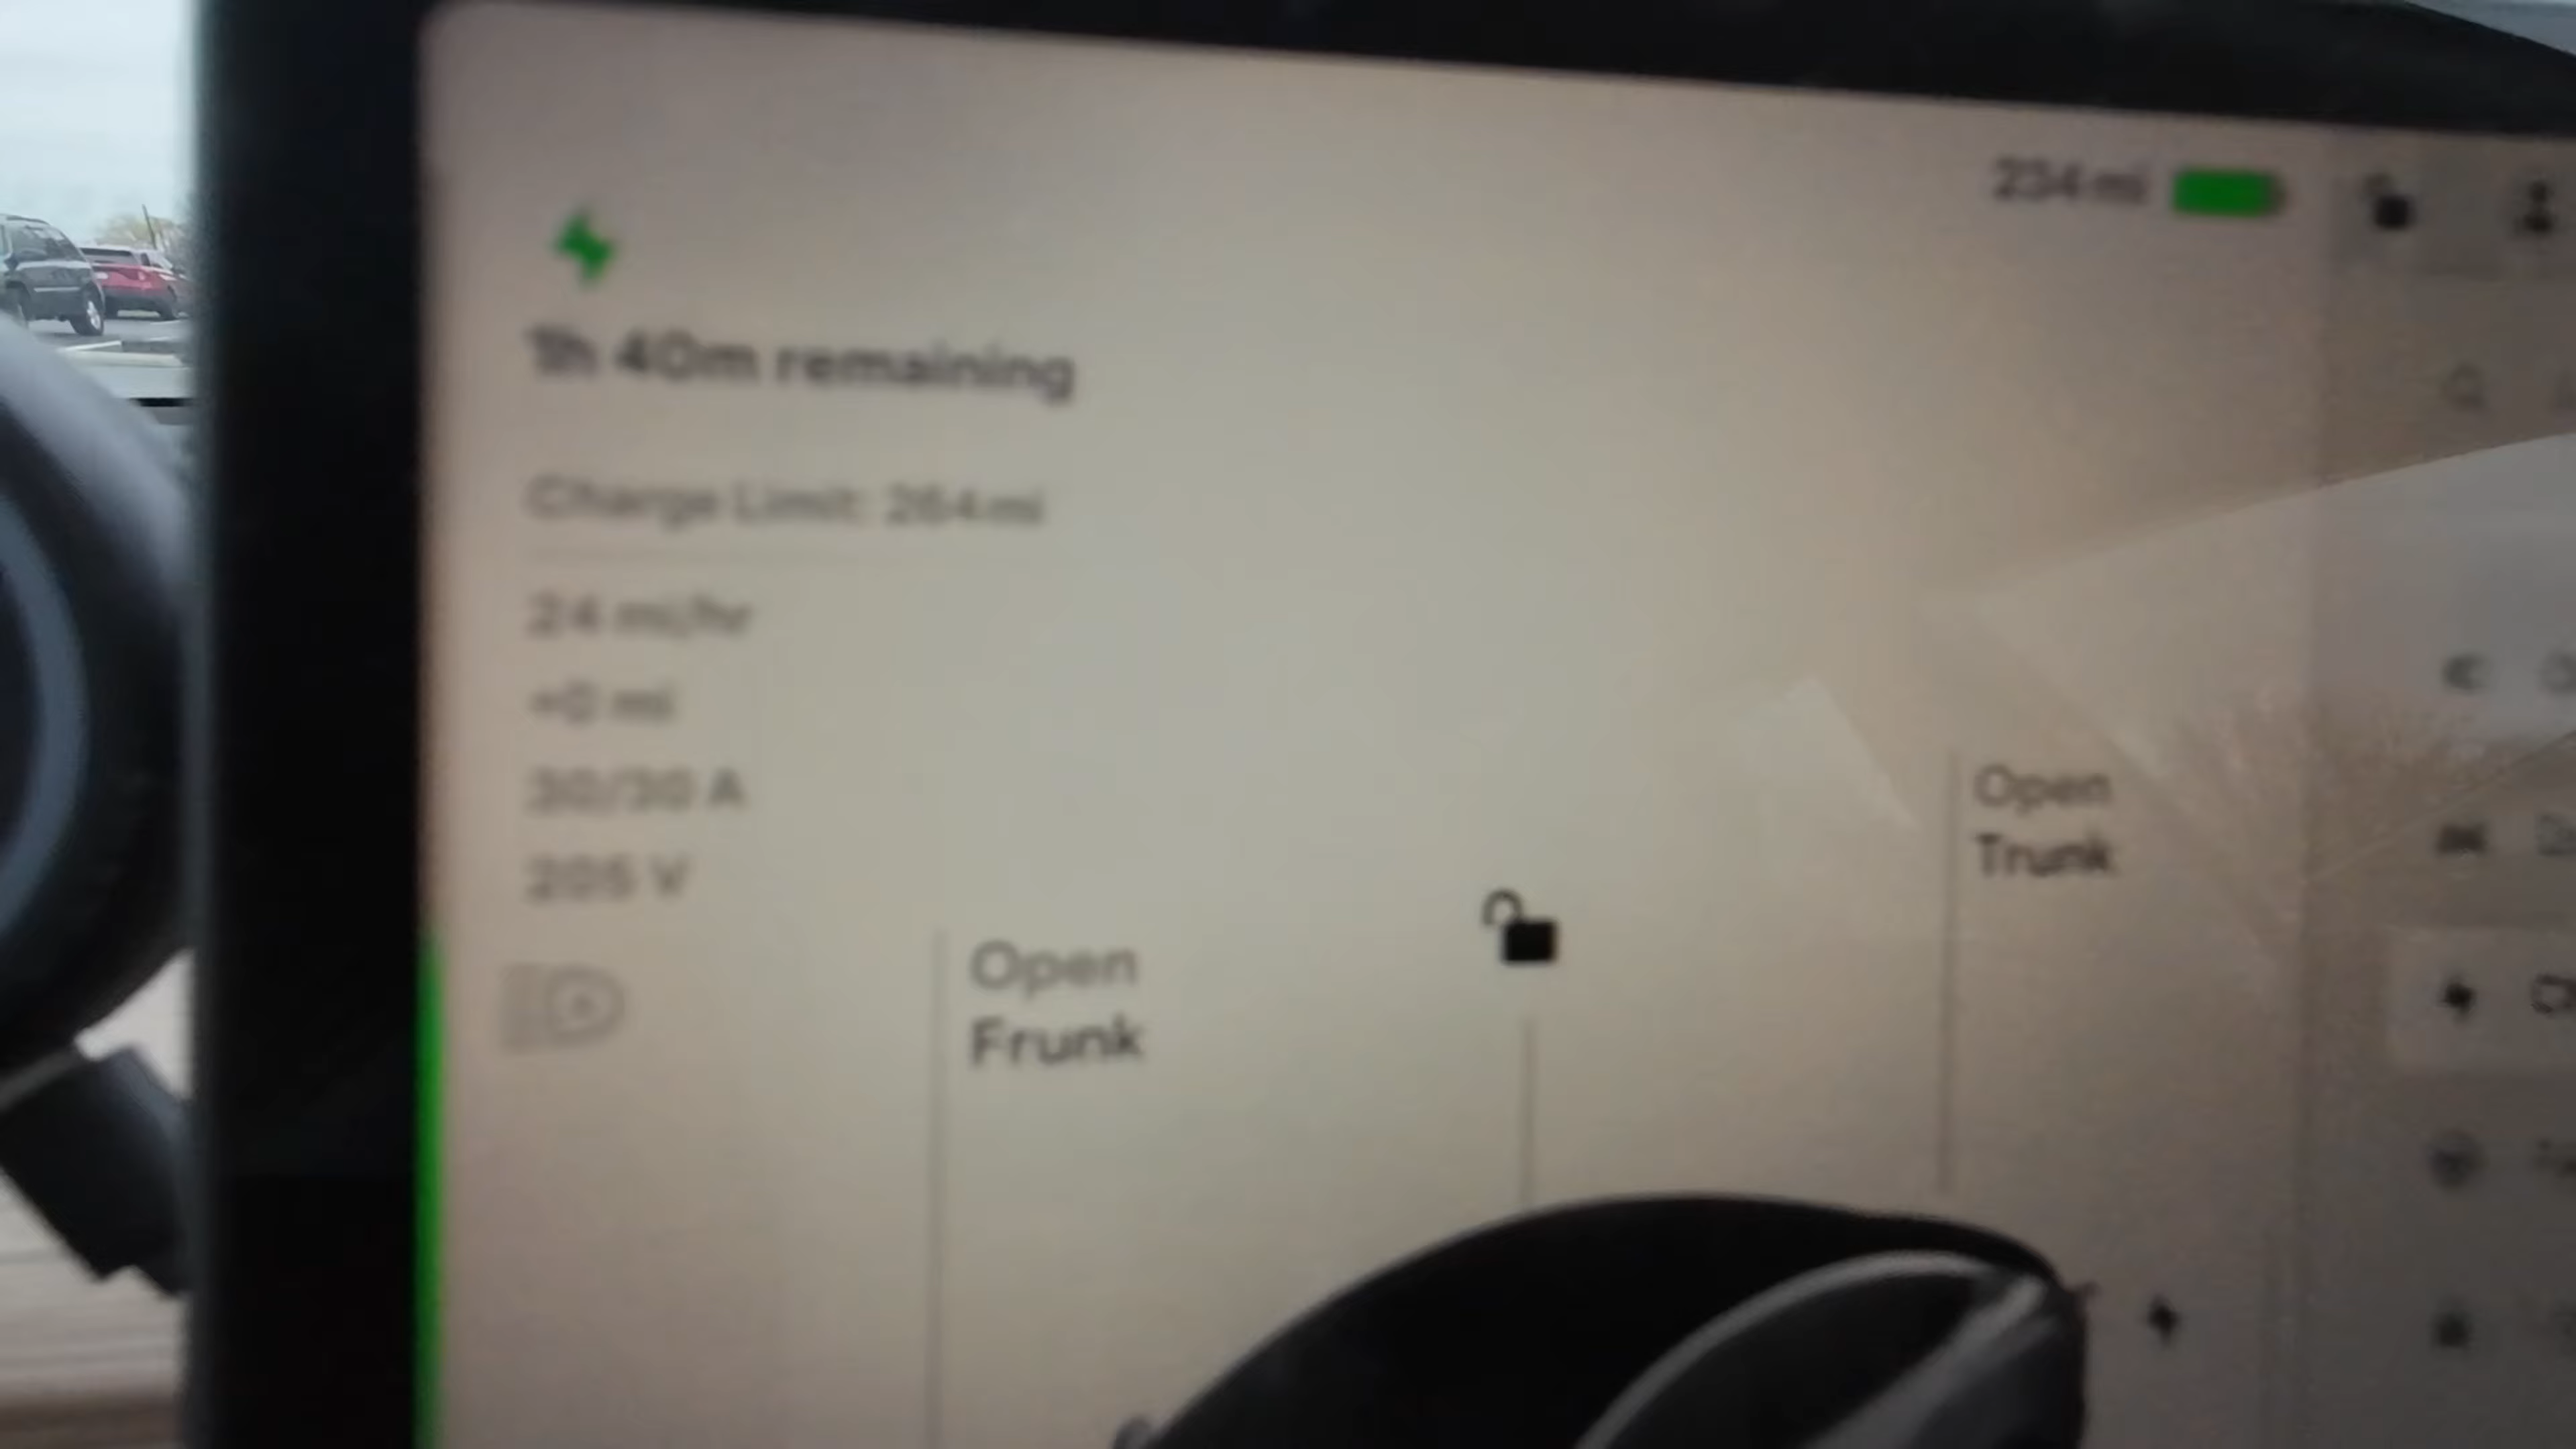 234 mi
1h 40m remaining
Charge Limit: 264 mi
24 mi/hr
+0 mi
30/30 A
205 V
Open
Trunk
Open
Frunk